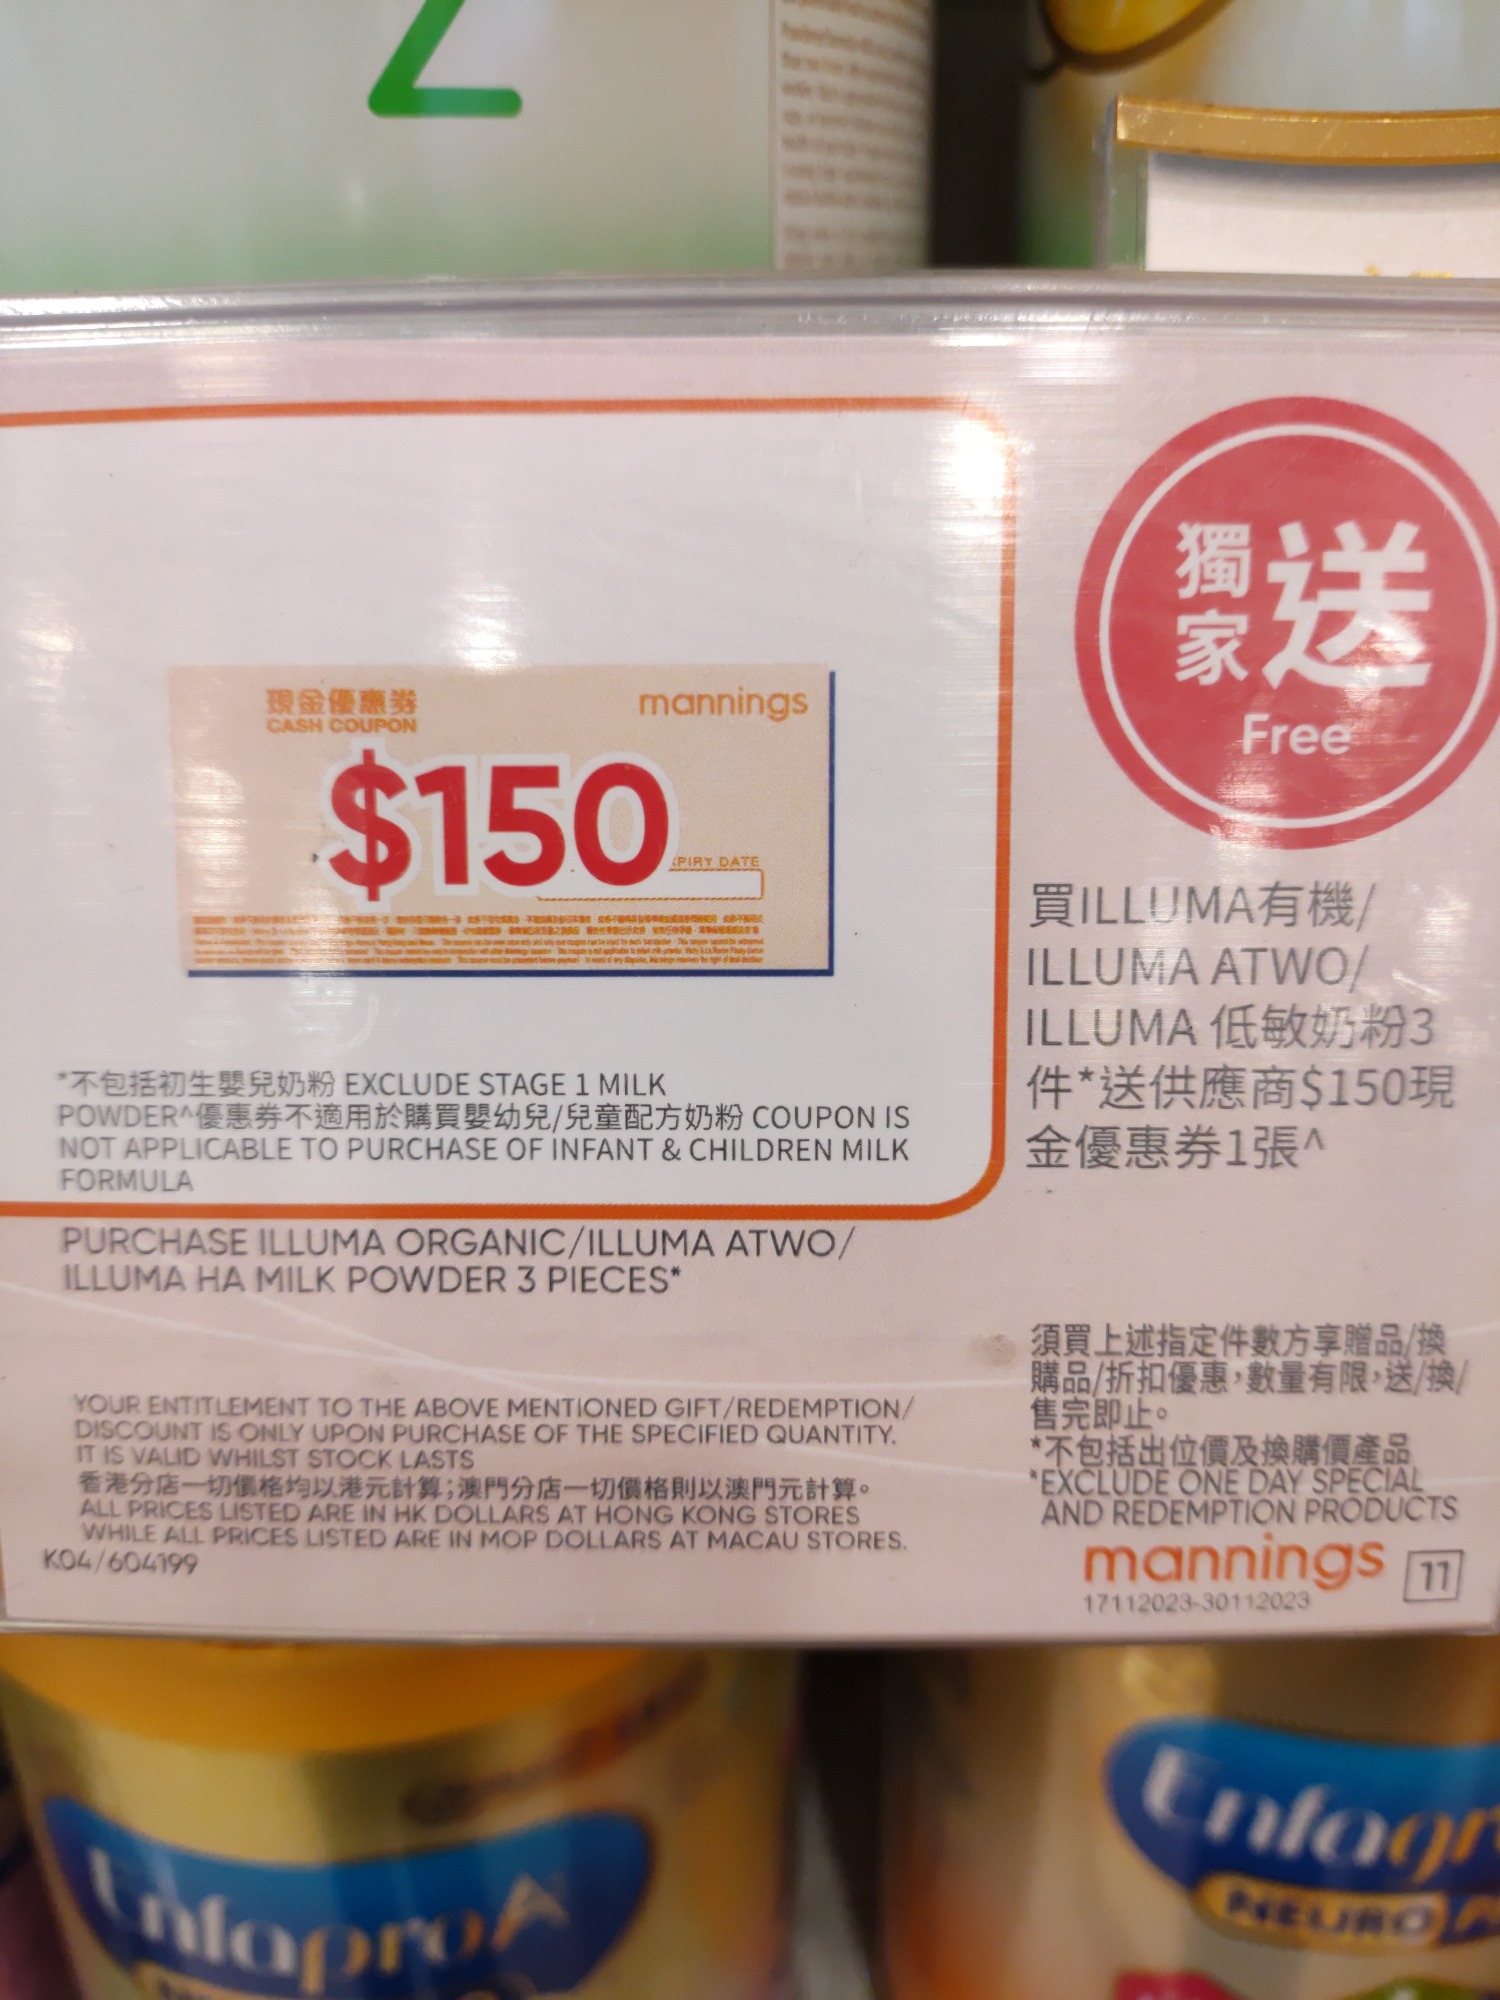 2
獨家
送
Free
現金優惠券
CASH COUPON
mannings
$150
PIRY DATE
買ILLUMA有機/
ILLUMA ATWO/
ILLUMA 低敏奶粉3
件*送供應商$150現
金優惠券1張^
*不包括初生嬰兒奶粉 EXCLUDE STAGE 1 MILK
POWDER^優惠券不適用於購買嬰幼兒/兒童配方奶粉 COUPON IS
NOT APPLICABLE TO PURCHASE OF INFANT & CHILDREN MILK
FORMULA
PURCHASE ILLUMA ORGANIC/ILLUMA ATWO/
ILLUMA HA MILK POWDER 3 PIECES*
須買上述指定件數方享贈品/換
購品/折扣優惠，數量有限，送/換/
售完即止。
*不包括出位價及換購價產品
*EXCLUDE ONE DAY SPECIAL
AND REDEMPTION PRODUCTS
YOUR ENTITLEMENT TO THE ABOVE MENTIONED GIFT/REDEMPTION/
DISCOUNT IS ONLY UPON PURCHASE OF THE SPECIFIED QUANTITY.
IT IS VALID WHILST STOCK LASTS
香港分店一切價格均以港元計算；澳門分店一切價格則以澳門元計算。
ALL PRICES LISTED ARE IN HK DOLLARS AT HONG KONG STORES
WHILE ALL PRICES LISTED ARE IN MOP DOLLARS AT MACAU STORES.
K04/604199
mannings
11
17112023-30112023
EnfaproA
Enfagr
NEURO